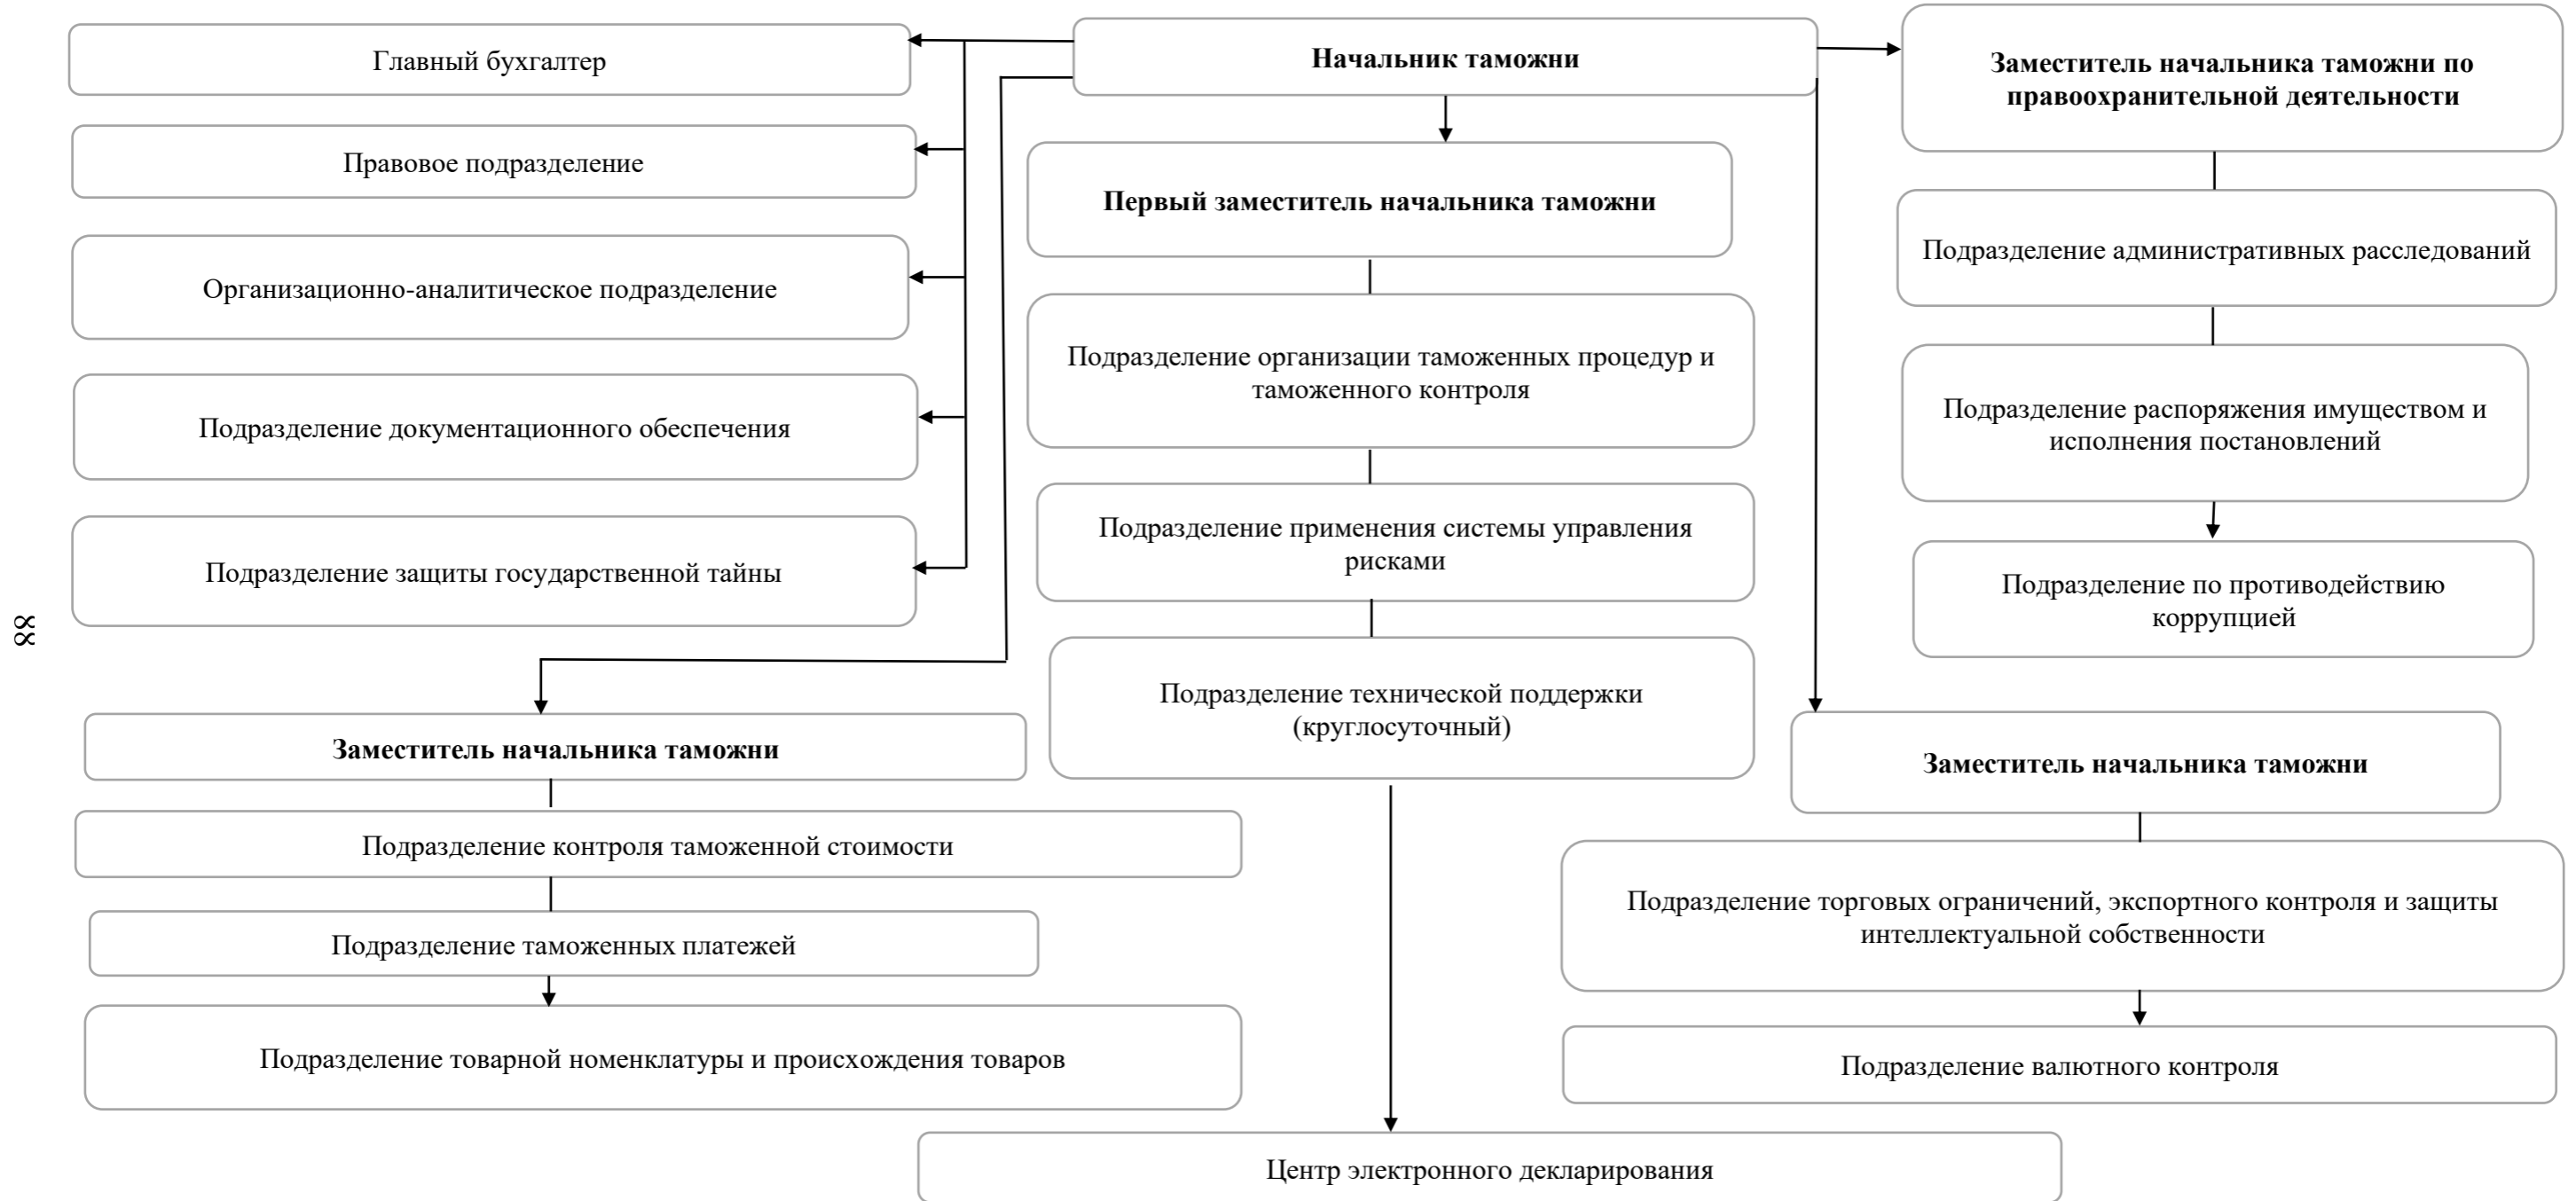 Главный бухгалтер
Правовое подразделение
Организационно-аналитическое подразделение
Подразделение документационного обеспечения
Подразделение защиты государственной тайны
Начальник таможни
Первый заместитель начальника таможни
Подразделение организации таможенных процедур и
таможенного контроля
Подразделение применения системы управления
рисками
Подразделение технической поддержки
(круглосуточный)
Заместитель начальника таможни по
правоохранительной деятельности
Подразделение административных расследований
Подразделение распоряжения имуществом и
исполнения постановлений
Подразделение по противодействию
коррупцией
88
Заместитель начальника таможни
Подразделение контроля таможенной стоимости
Подразделение таможенных платежей
Подразделение товарной номенклатуры и происхождения товаров
Заместитель начальника таможни
Подразделение торговых ограничений, экспортного контроля и защиты
интеллектуальной собственности
Подразделение валютного контроля
Центр электронного декларирования